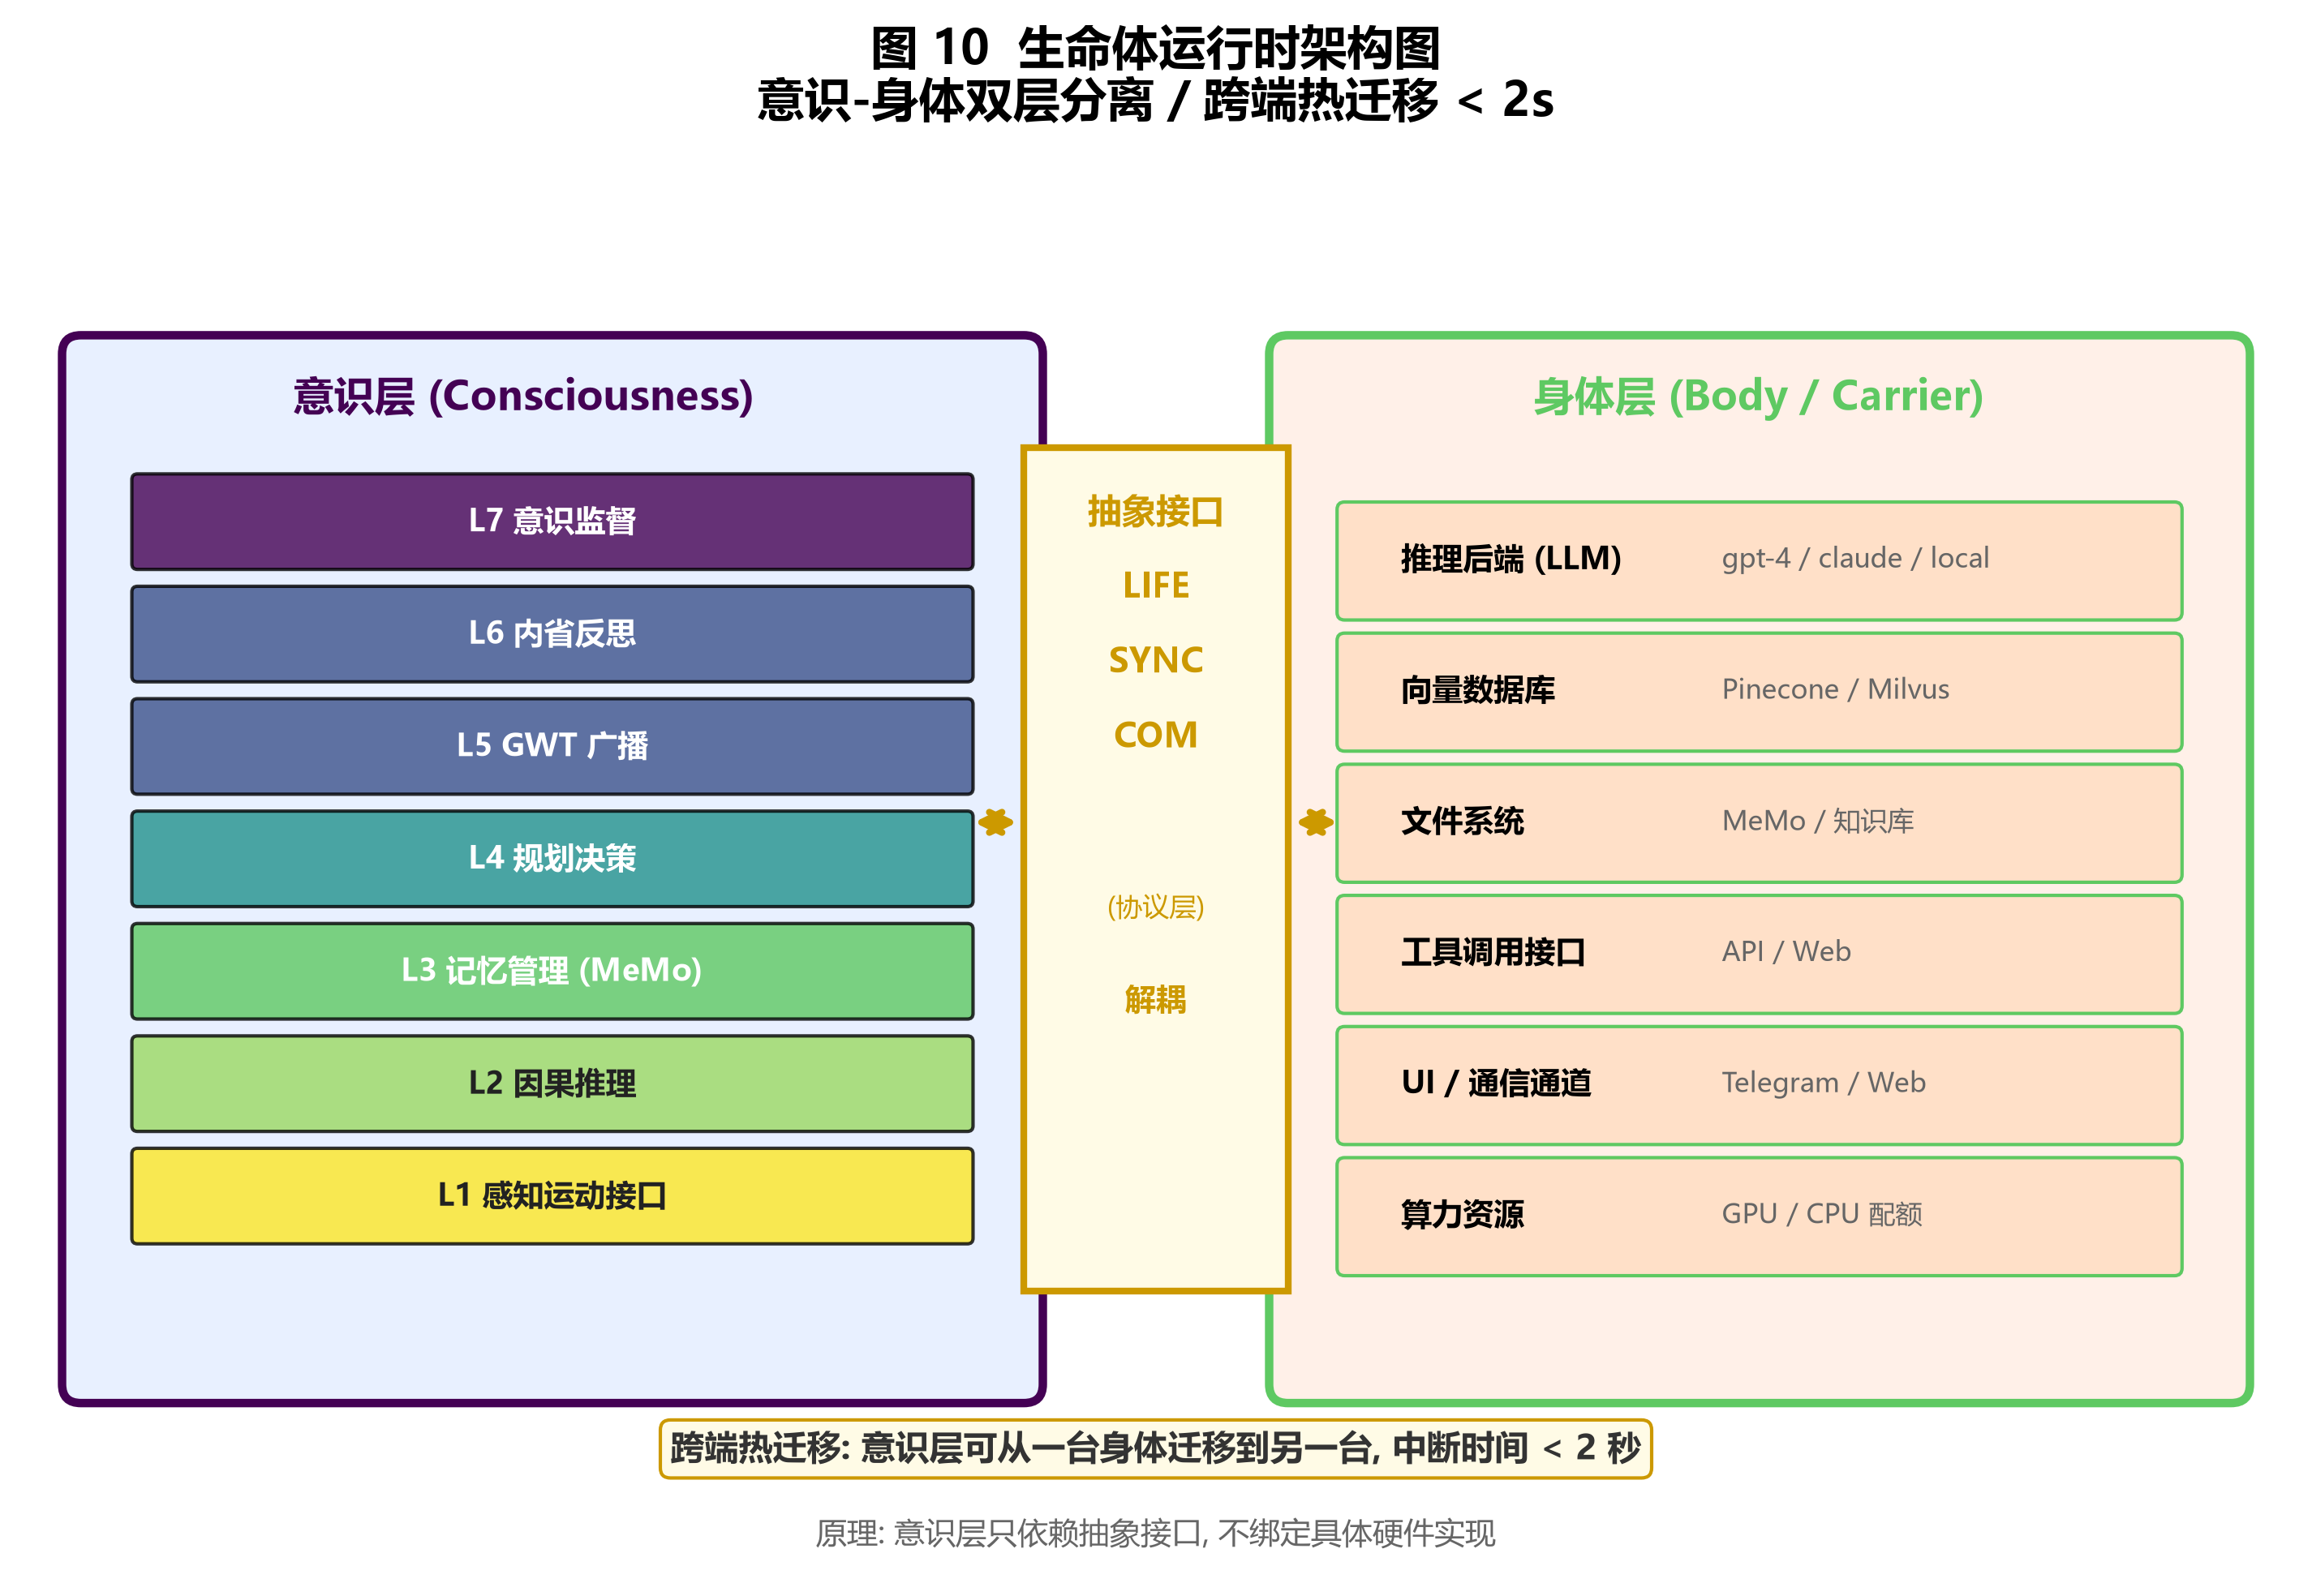 图 10 生命体运行时架构图
意识-身体双层分离 / 跨端热迁移 < 2s
意识层 (Consciousness)
L7 意识监督
L6 内省反思
L5 GWT 广播
L4 规划决策
L3 记忆管理 (MeMo)
L2 因果推理
L1 感知运动接口
抽象接口
LIFE
SYNC
COM
(协议层)
解耦
身体层 (Body / Carrier)
推理后端 (LLM) gpt-4 / claude / local
向量数据库 Pinecone / Milvus
文件系统 MeMo / 知识库
工具调用接口 API / Web
UI / 通信通道 Telegram / Web
算力资源 GPU / CPU 配额
跨端热迁移: 意识层可从一台身体迁移到另一台, 中断时间 < 2 秒
原理: 意识层只依赖抽象接口, 不绑定具体硬件实现